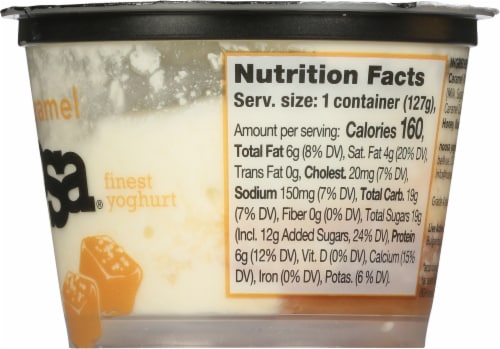 Nutrition Facts
Serv. size: 1 container (127g),
Amount per serving: Calories 160,
Total Fat 6g (8% DV), Sat. Fat 4g (20% DV),
Trans Fat 0g, Cholest. 20mg (7% DV),
Sodium 150mg (7% DV), Total Carb. 19g
(7% DV), Fiber 0g (0% DV), Total Sugars 19g
(Incl. 12g Added Sugars, 24% DV), Protein
6g (12% DV), Vit. D (0% DV), Calcium (15%
DV), Iron (0% DV), Potas. (6 % DV).
amel
sa®
finest
yoghurt